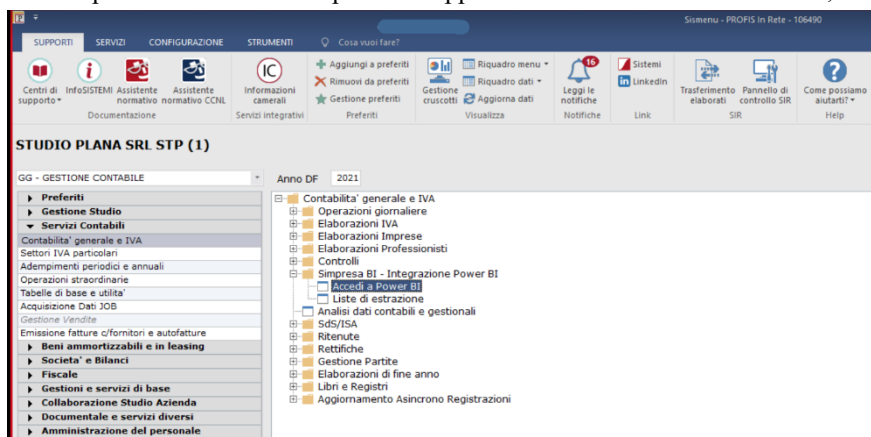 Sismenu - PROFIS In Rete - 106490
SUPPORTI SERVIZI CONFIGURAZIONE STRUMENTI Cosa vuoi fare?
Centri di supporto
InfoSISTEMI
Assistente normativo
Assistente normativo CCNL
Documentazione
Informazioni camerali
Servizi integrativi
Aggiungi a preferiti
Rimuovi da preferiti
Gestione preferiti
Preferiti
Gestione cruscotti
Riquadro menu
Riquadro dati
Aggiorna dati
Visualizza
16
Leggi le notifiche
Notifiche
Sistemi
LinkedIn
Link
Trasferimento elaborati
Pannello di controllo SIR
SIR
Come possiamo aiutarti?
Help
STUDIO PLANA SRL STP (1)
GG - GESTIONE CONTABILE
Anno DF 2021
Preferiti
Gestione Studio
Servizi Contabili
Contabilita' generale e IVA
Settori IVA particolari
Adempimenti periodici e annuali
Operazioni straordinarie
Tabelle di base e utilita'
Acquisizione Dati JOB
Gestione Vendite
Emissione fatture c/fornitori e autofatture
Beni ammortizzabili e in leasing
Societa' e Bilanci
Fiscale
Gestioni e servizi di base
Collaborazione Studio Azienda
Documentale e servizi diversi
Amministrazione del personale
Contabilita' generale e IVA
Operazioni giornaliere
Elaborazioni IVA
Elaborazioni Imprese
Elaborazioni Professionisti
Controlli
Simpresa BI - Integrazione Power BI
Accedi a Power BI
Liste di estrazione
Analisi dati contabili e gestionali
SdS/ISA
Ritenute
Rettifiche
Gestione Partite
Elaborazioni di fine anno
Libri e Registri
Aggiornamento Asincrono Registrazioni